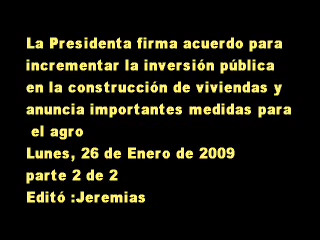 La Presidenta firma acuerdo para
incrementar la inversión pública
en la construcción de viviendas y
anuncia importantes medidas para
el agro
Lunes, 26 de Enero de 2009
parte 2 de 2
Editó :Jeremias